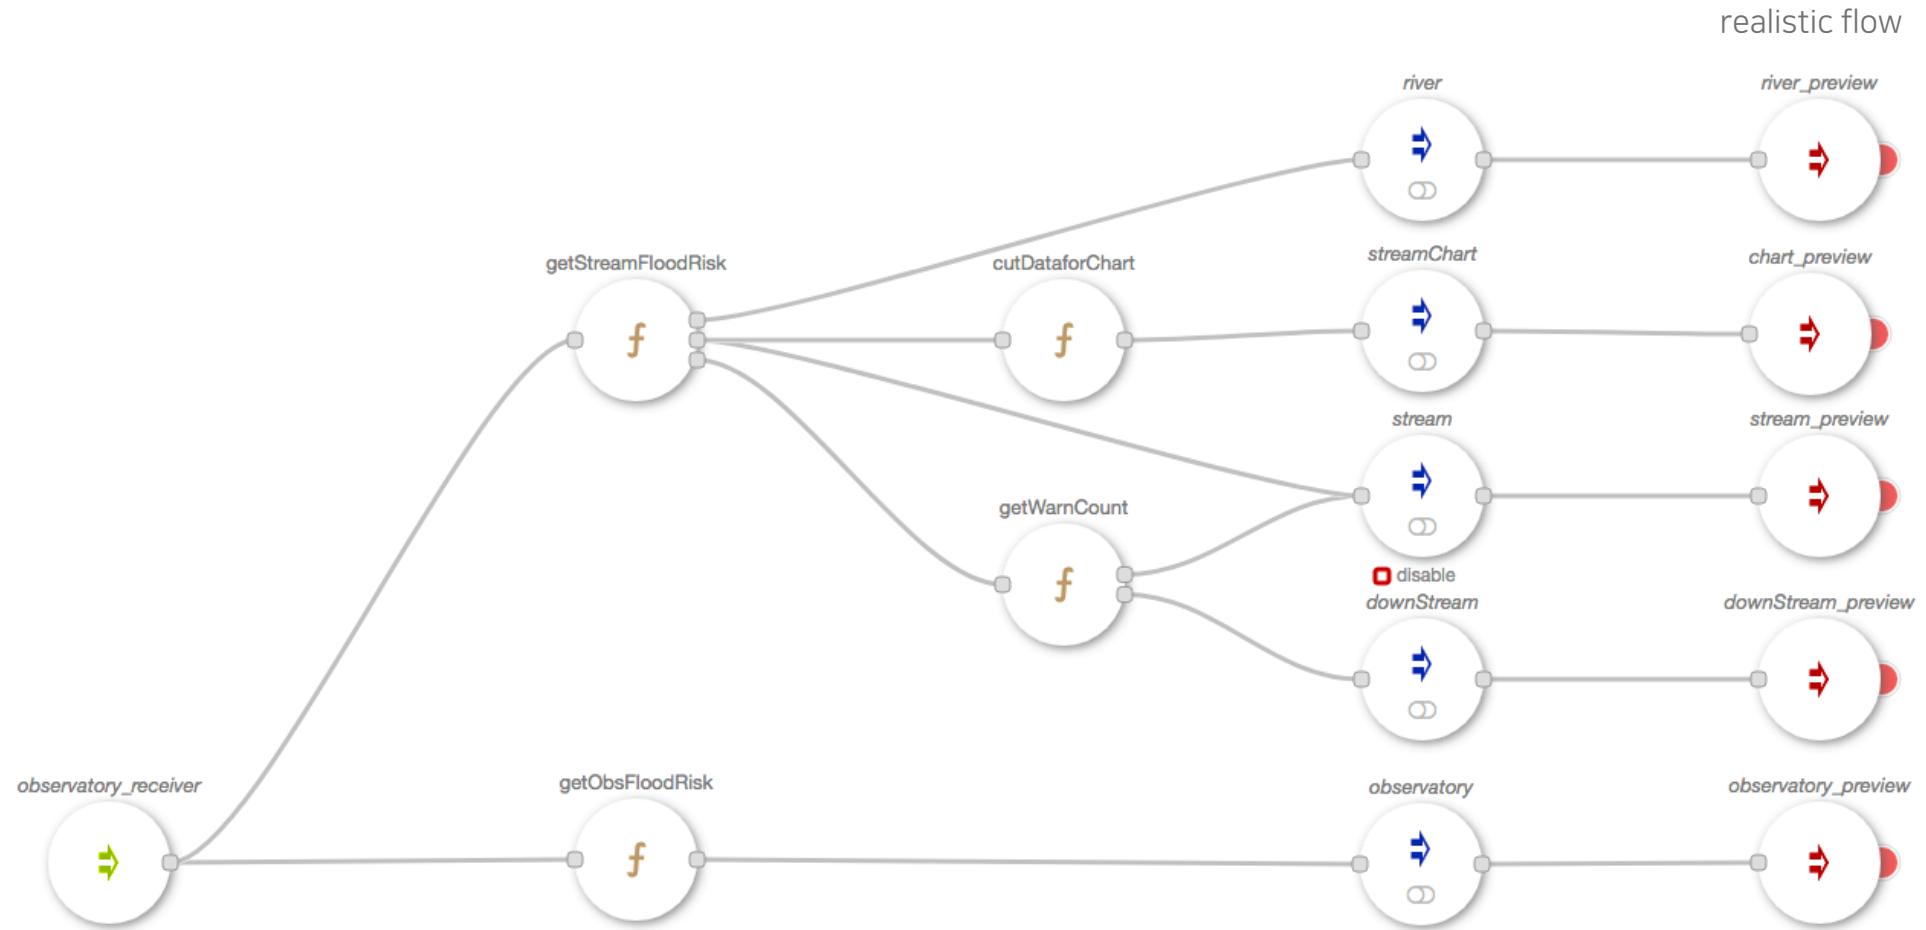 realistic flow
river
river_preview
getStreamFloodRisk
cutDataforChart
streamChart
chart_preview
stream
stream_preview
getWarnCount
disable
downStream
downStream_preview
observatory_receiver
getObsFloodRisk
observatory
observatory_preview